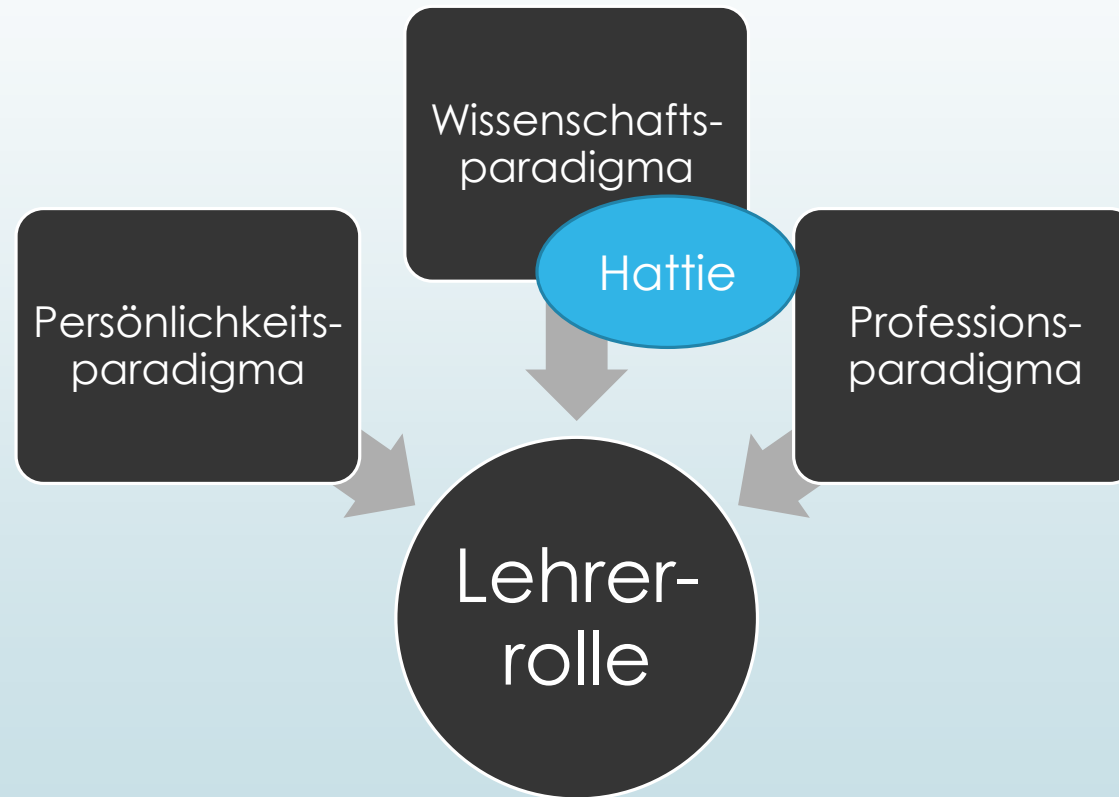 Wissenschafts-
paradigma
Hattie
Persönlichkeits-
paradigma
Professions-
paradigma
Lehrer-
rolle